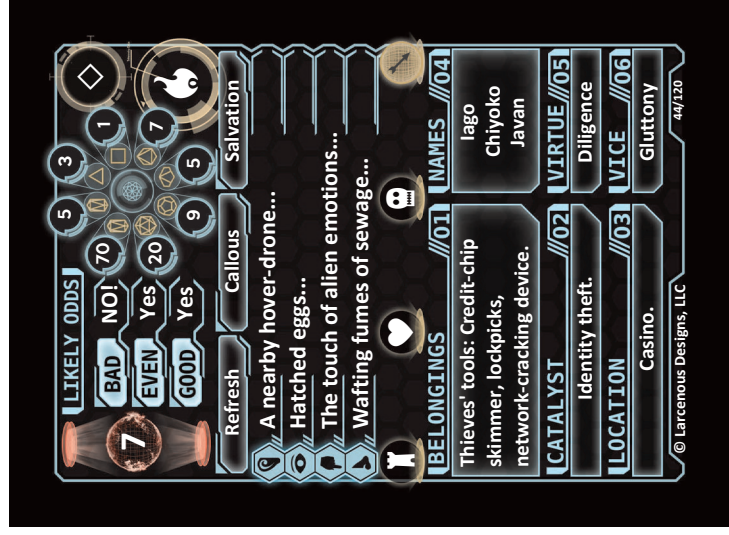 7
LIKELY ODDS
BAD NO!
EVEN Yes
GOOD Yes
5
3
1
7
5
9
20
70
Refresh
Callous
Salvation
A nearby hover-drone...
Hatched eggs...
The touch of alien emotions...
Wafting fumes of sewage...
BELONGINGS //01
Thieves' tools: Credit-chip
skimmer, lockpicks,
network-cracking device.
NAMES //04
Iago
Chiyoko
Javan
CATALYST //02
Identity theft.
VIRTUE //05
Diligence
LOCATION //03
Casino.
VICE //06
Gluttony
© Larcenous Designs, LLC
44/120